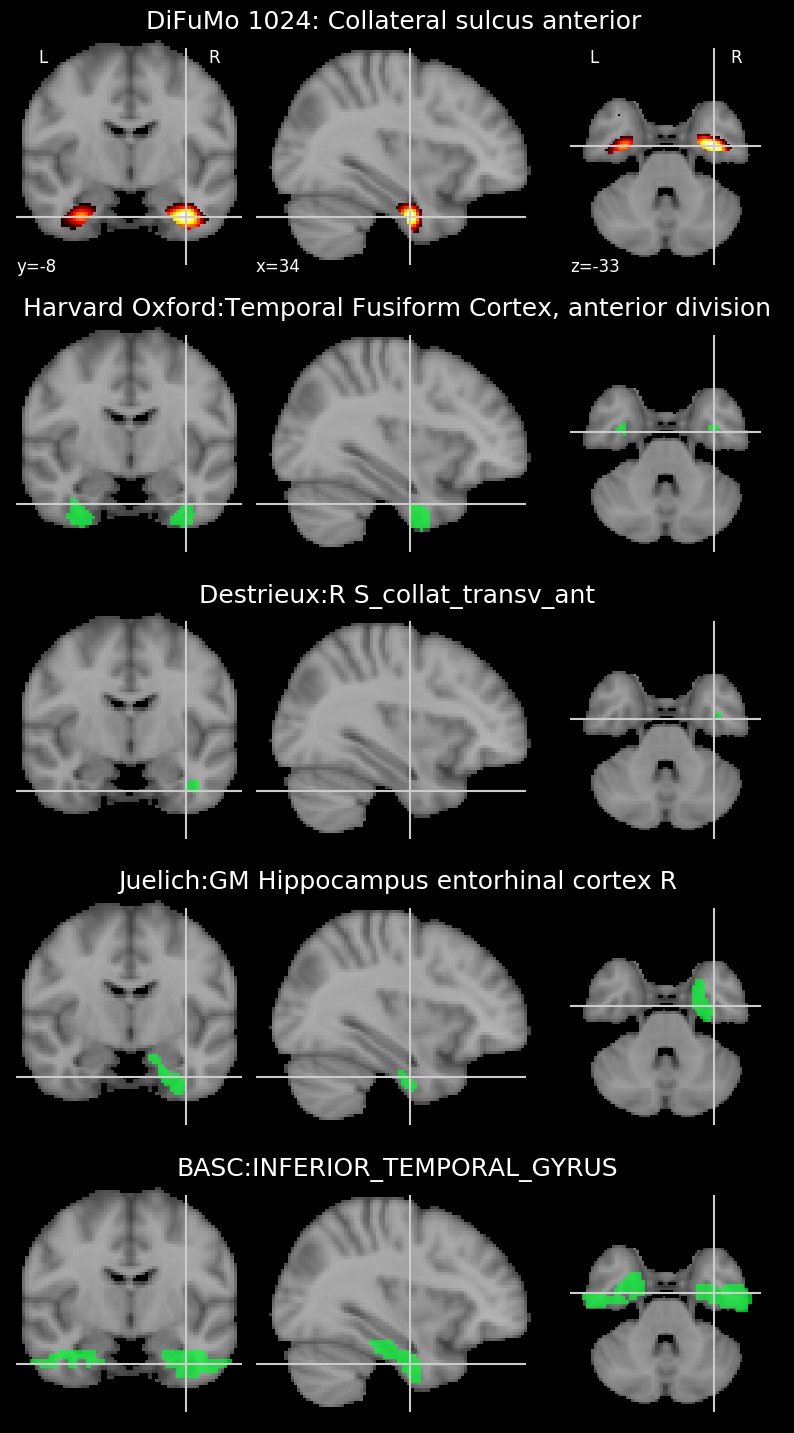 DiFuMo 1024: Collateral sulcus anterior
L R L R
y=-8 x=34 z=-33
Harvard Oxford:Temporal Fusiform Cortex, anterior division
Destrieux:R S_collat_transv_ant
Juelich:GM Hippocampus entorhinal cortex R
BASC:INFERIOR_TEMPORAL_GYRUS